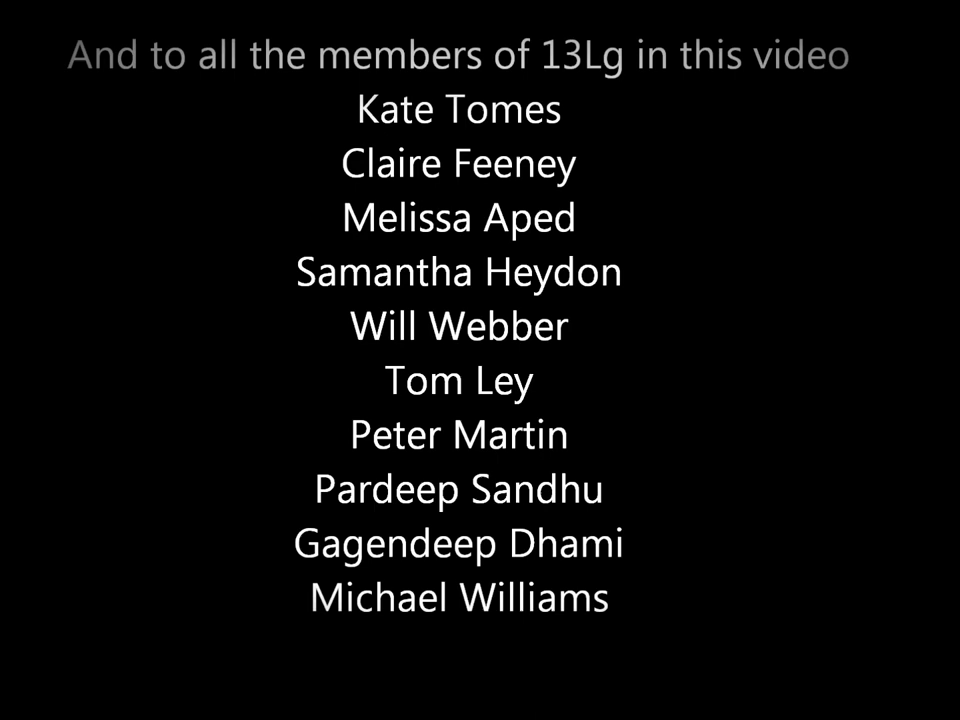 And to all the members of 13Lg in this video
Kate Tomes
Claire Feeney
Melissa Aped
Samantha Heydon
Will Webber
Tom Ley
Peter Martin
Pardeep Sandhu
Gagendeep Dhami
Michael Williams